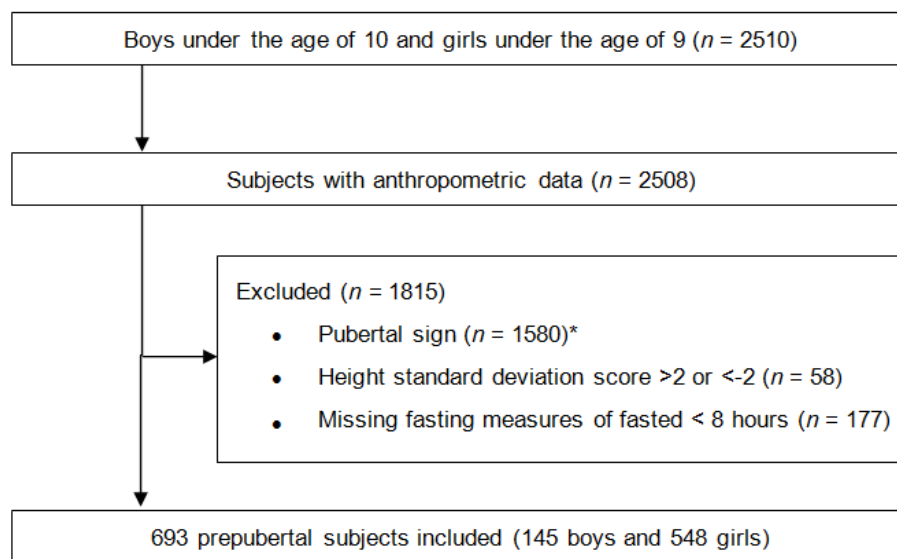 Boys under the age of 10 and girls under the age of 9 (n = 2510)
Subjects with anthropometric data (n = 2508)
Excluded (n = 1815)
• Pubertal sign (n = 1580)*
• Height standard deviation score >2 or <-2 (n = 58)
• Missing fasting measures of fasted < 8 hours (n = 177)
693 prepubertal subjects included (145 boys and 548 girls)